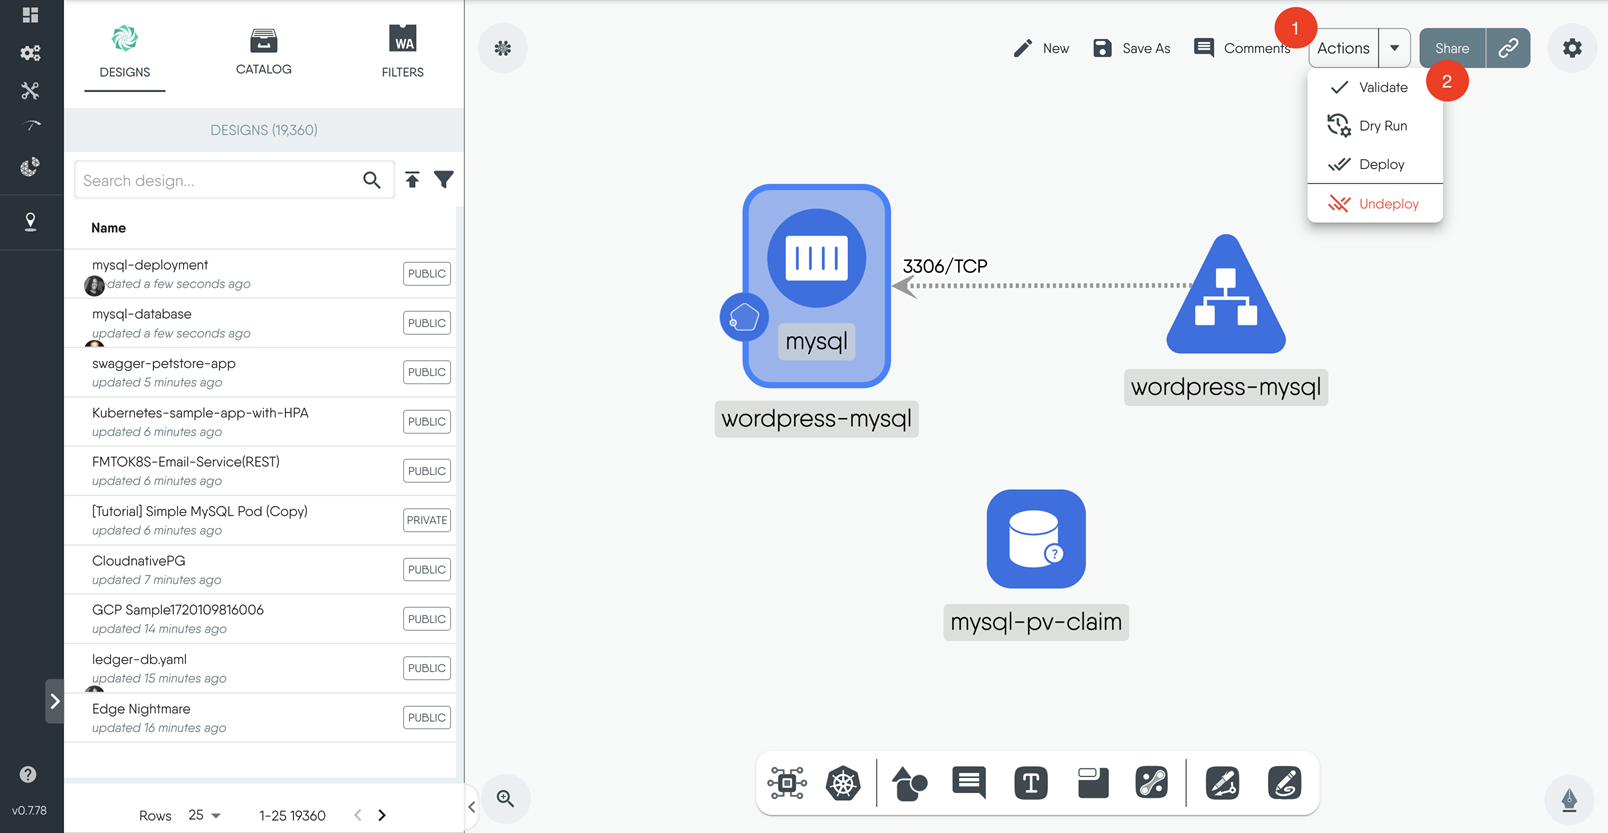 DESIGNS
CATALOG
WA
FILTERS
DESIGNS (19,360)
Search design...
Name
mysql-deployment
dated a few seconds ago
PUBLIC
mysql-database
updated a few seconds ago
PUBLIC
swagger-petstore-app
updated 5 minutes ago
PUBLIC
Kubernetes-sample-app-with-HPA
updated 6 minutes ago
PUBLIC
FMTOK8S-Email-Service(REST)
updated 6 minutes ago
PUBLIC
[Tutorial] Simple MySQL Pod (Copy)
updated 6 minutes ago
PRIVATE
CloudnativePG
updated 7 minutes ago
PUBLIC
GCP Sample1720109816006
updated 14 minutes ago
PUBLIC
ledger-db.yaml
updated 15 minutes ago
PUBLIC
Edge Nightmare
updated 16 minutes ago
PUBLIC
Rows 25 1-25 19360
v0.7.78
New
Save As
Comments
1
Actions
Share
2
Validate
Dry Run
Deploy
Undeploy
mysql
wordpress-mysql
3306/TCP
wordpress-mysql
?
mysql-pv-claim
T
?